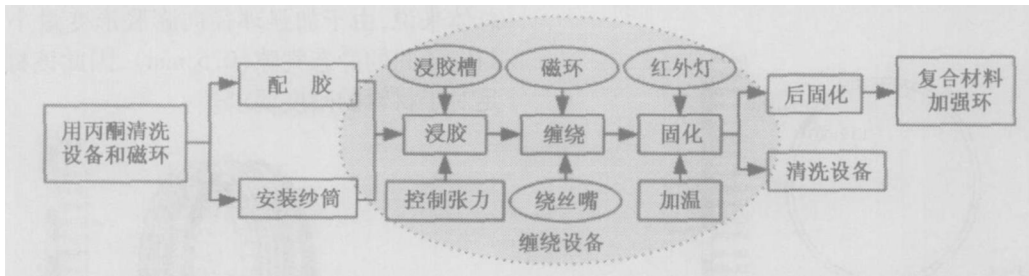 用丙酮清洗
设备和磁环
配 胶
安装纱筒
浸胶槽
磁环
红外灯
浸胶
缠绕
固化
控制张力
绕丝嘴
加温
缠绕设备
后固化
清洗设备
复合材料
加强环